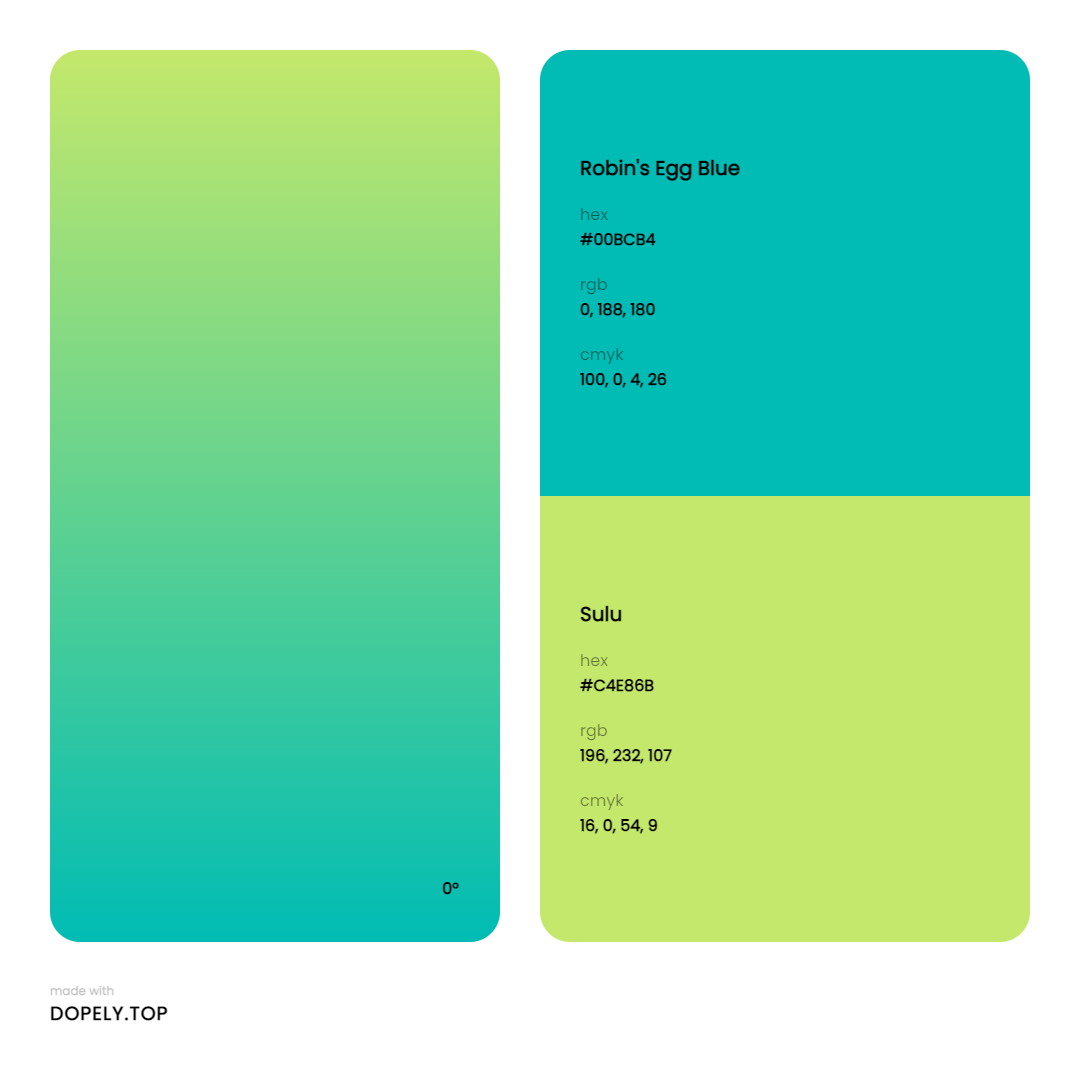 0°
Robin's Egg Blue
hex
#00BCB4
rgb
0, 188, 180
cmyk
100, 0, 4, 26
Sulu
hex
#C4E86B
rgb
196, 232, 107
cmyk
16, 0, 54, 9
made with
DOPELY.TOP